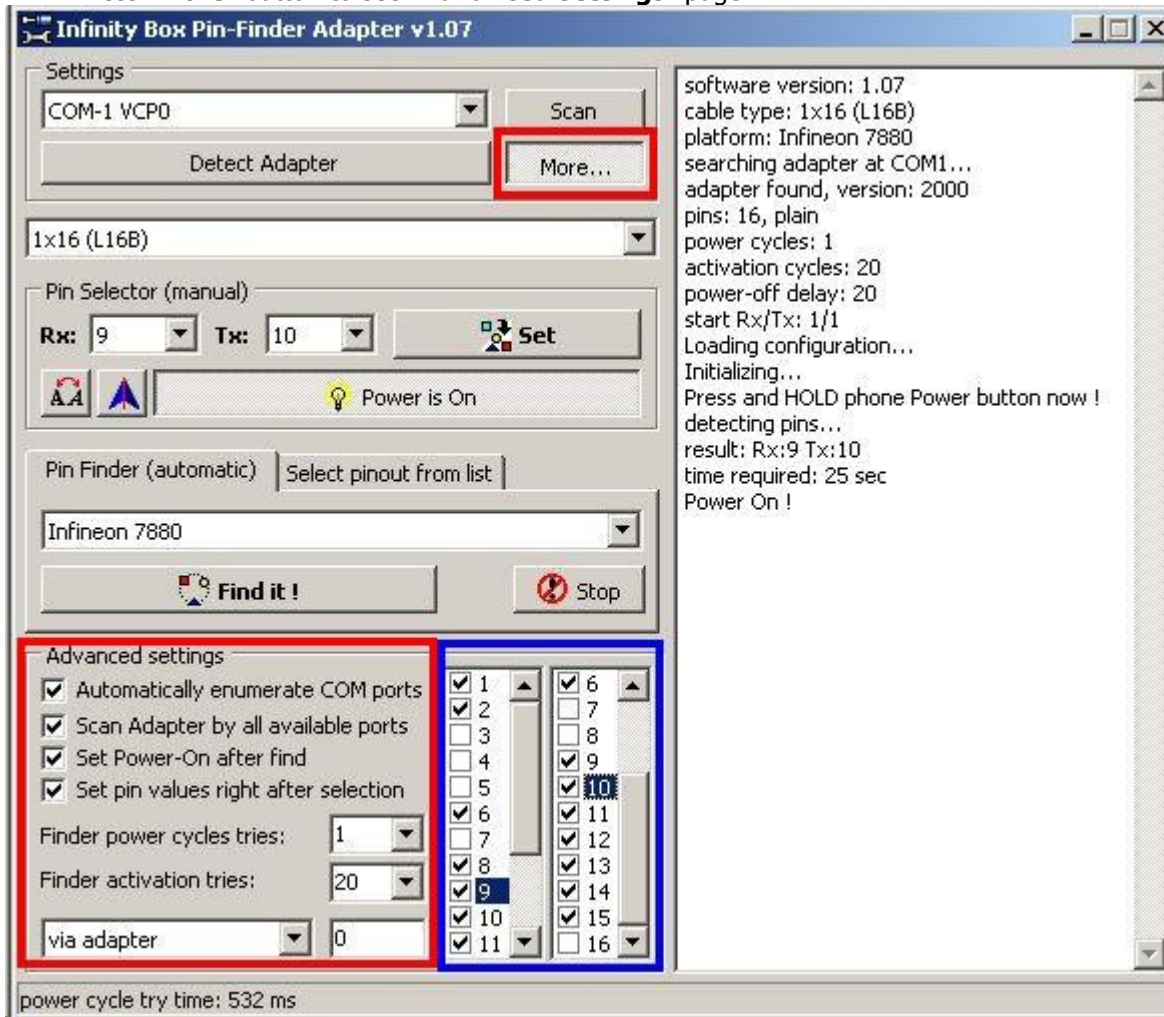 Infinity Box Pin-Finder Adapter v1.07
Settings
COM-1 VCP0
Scan
Detect Adapter
More...
1x16 (L16B)
Pin Selector (manual)
Rx: 9 Tx: 10 Set
Power is On
Pin Finder (automatic) Select pinout from list
Infineon 7880
Find it ! Stop
Advanced settings
Automatically enumerate COM ports
Scan Adapter by all available ports
Set Power-On after find
Set pin values right after selection
Finder power cycles tries: 1
Finder activation tries: 20
via adapter 0
1
2
3
4
5
6
7
8
9
10
11
6
7
8
9
10
11
12
13
14
15
16
software version: 1.07
cable type: 1x16 (L16B)
platform: Infineon 7880
searching adapter at COM1...
adapter found, version: 2000
pins: 16, plain
power cycles: 1
activation cycles: 20
power-off delay: 20
start Rx/Tx: 1/1
Loading configuration...
Initializing...
Press and HOLD phone Power button now !
detecting pins...
result: Rx:9 Tx:10
time required: 25 sec
Power On !
power cycle try time: 532 ms